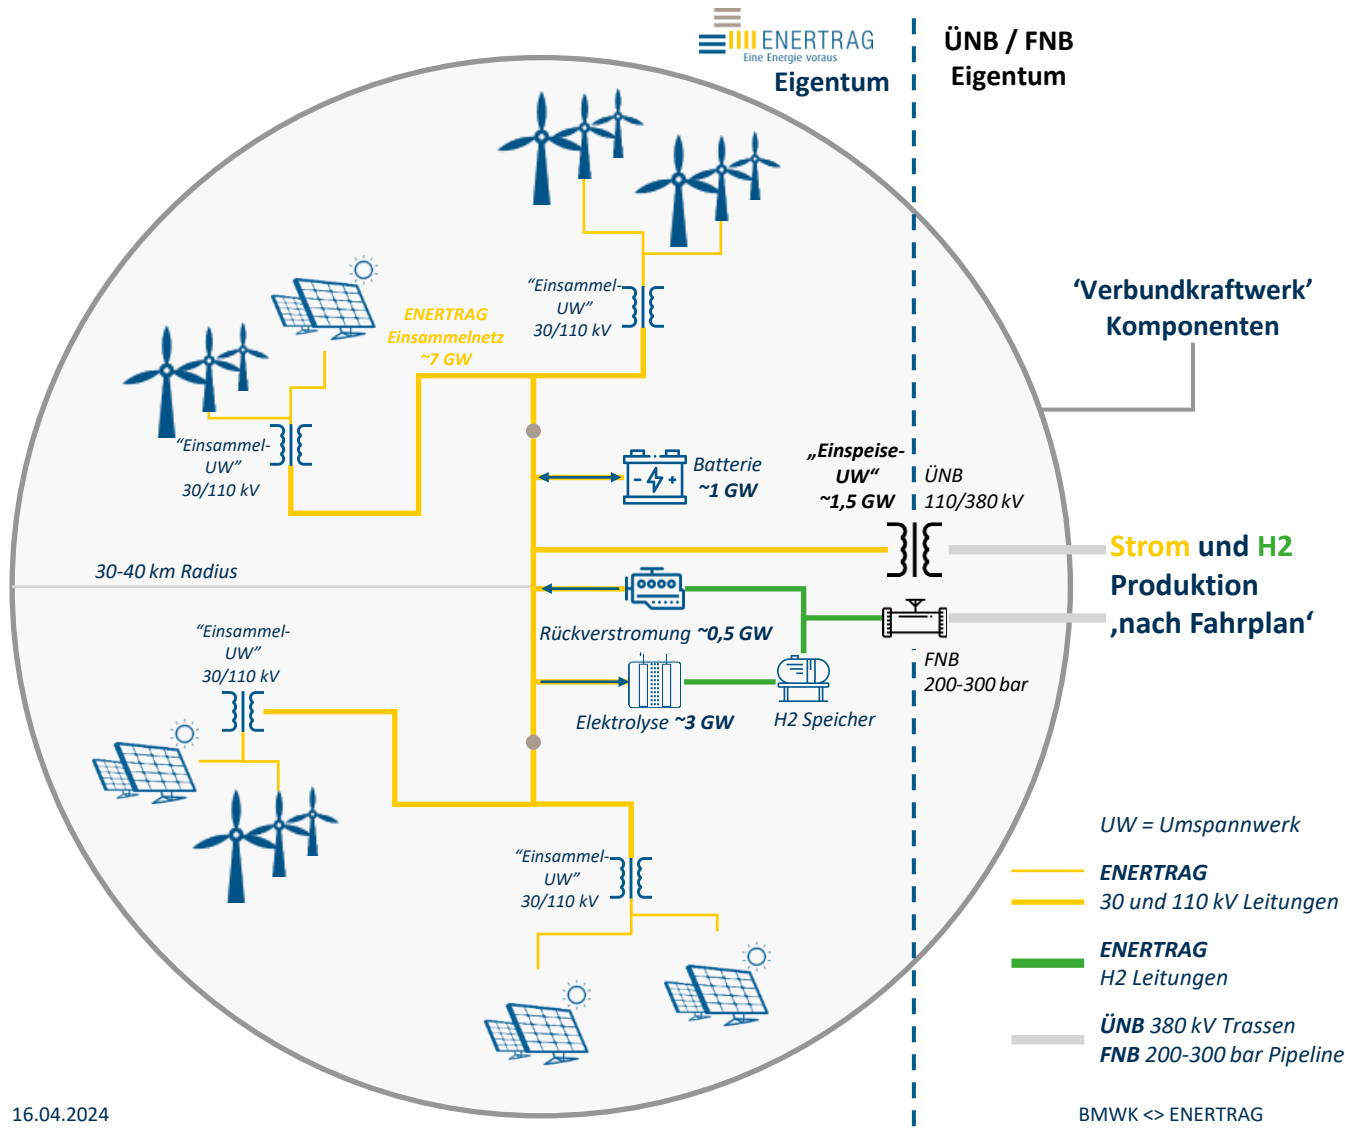 ENERTRAG
Eine Energie voraus
Eigentum
ÜNB / FNB
Eigentum
‘Verbundkraftwerk’
Komponenten
“Einsammel-
UW”
30/110 kV
ENERTRAG
Einsammelnetz
~7 GW
“Einsammel-
UW”
30/110 kV
Batterie
~1 GW
„Einspeise-
UW“
~1,5 GW
ÜNB
110/380 kV
Strom und H2
Produktion
‚nach Fahrplan‘
30-40 km Radius
Rückverstromung ~0,5 GW
“Einsammel-
UW”
30/110 kV
FNB
200-300 bar
Elektrolyse ~3 GW
H2 Speicher
“Einsammel-
UW”
30/110 kV
UW = Umspannwerk
ENERTRAG
30 und 110 kV Leitungen
ENERTRAG
H2 Leitungen
ÜNB 380 kV Trassen
FNB 200-300 bar Pipeline
16.04.2024
BMWK <> ENERTRAG